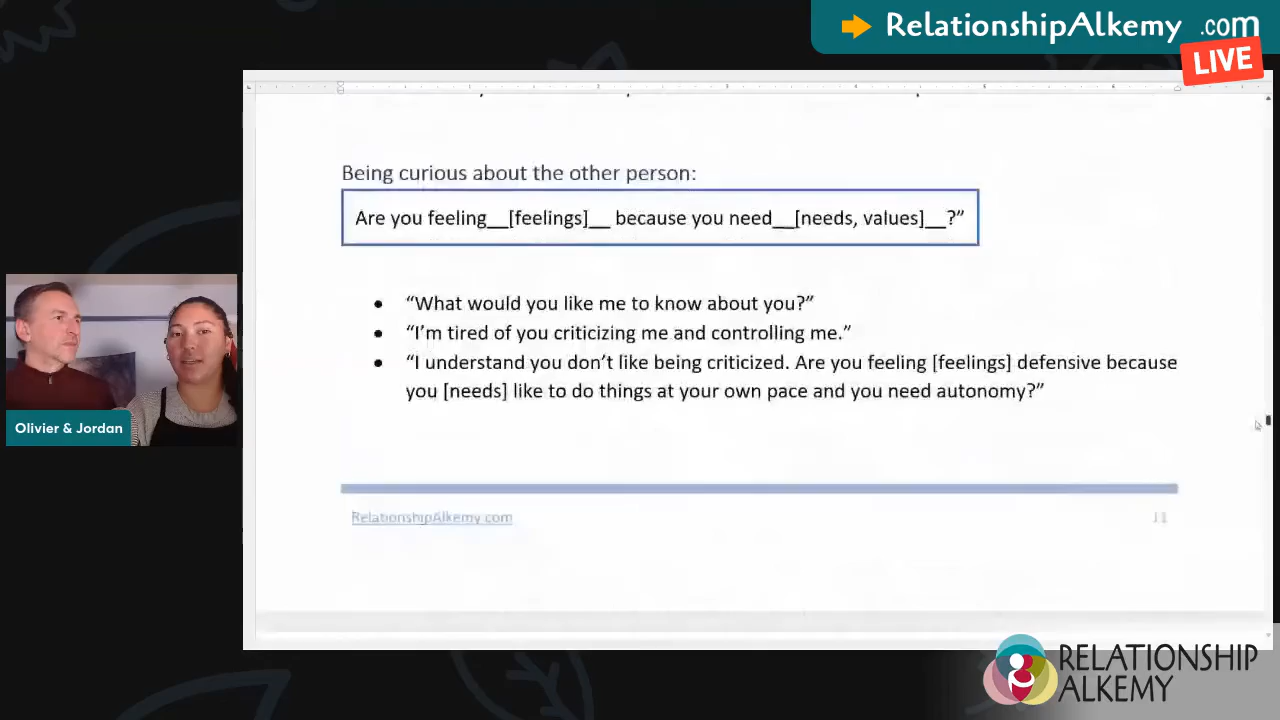 RelationshipAlkemy .com
LIVE
Being curious about the other person:
Are you feeling__[feelings]__ because you need__[needs, values]__?”
“What would you like me to know about you?”
“I’m tired of you criticizing me and controlling me.”
“I understand you don’t like being criticized. Are you feeling [feelings] defensive because
you [needs] like to do things at your own pace and you need autonomy?”
Olivier & Jordan
RelationshipAlkemy.com
11
RELATIONSHIP
ALKEMY